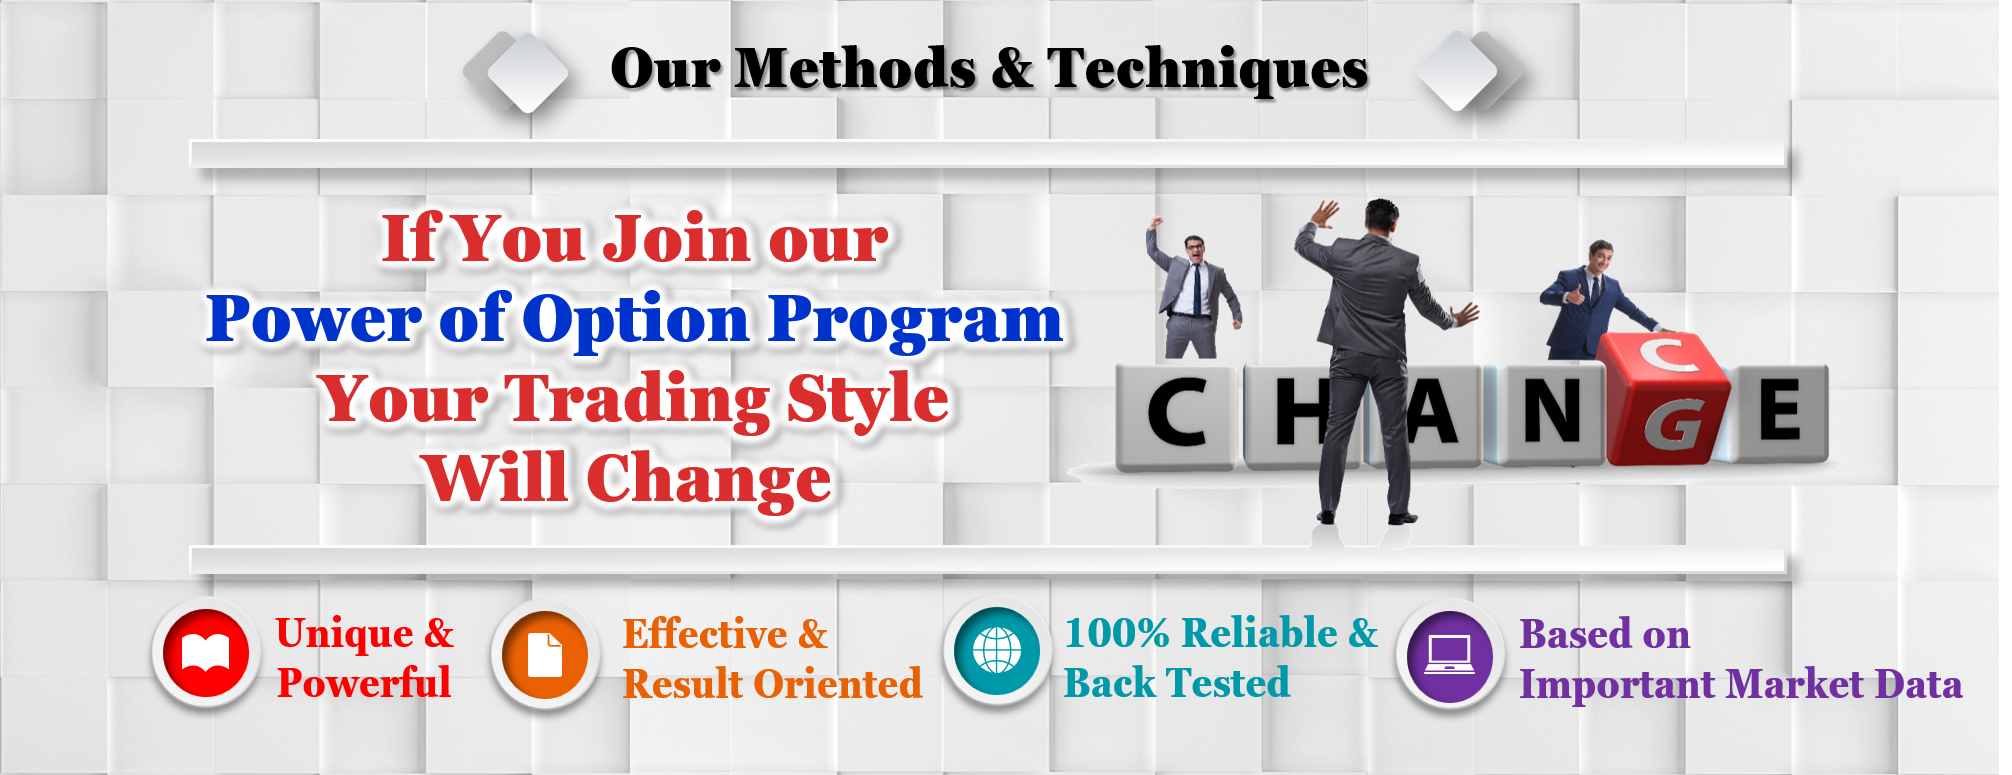 Our Methods & Techniques
If You Join our
Power of Option Program
Your Trading Style
Will Change
C
C H A N G E
Unique &
Powerful
Effective &
Result Oriented
100% Reliable &
Back Tested
Based on
Important Market Data